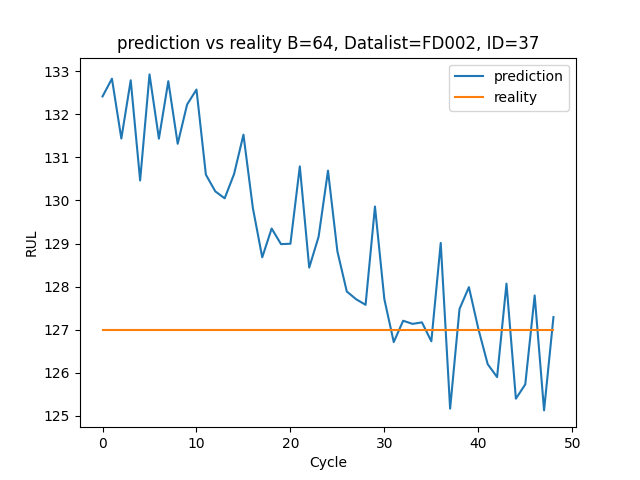 prediction vs reality B=64, Datalist=FD002, ID=37
prediction
reality
133
132
131
130
129
128
127
126
125
RUL
0 10 20 30 40 50
Cycle